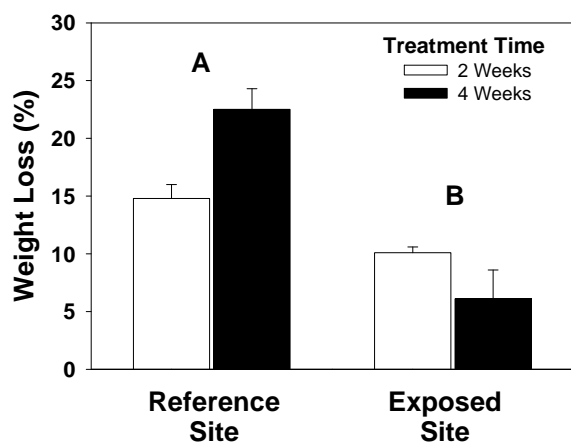 30
25
20
15
10
5
0
Weight Loss (%)
A
B
Treatment Time
2 Weeks
4 Weeks
Reference
Site
Exposed
Site